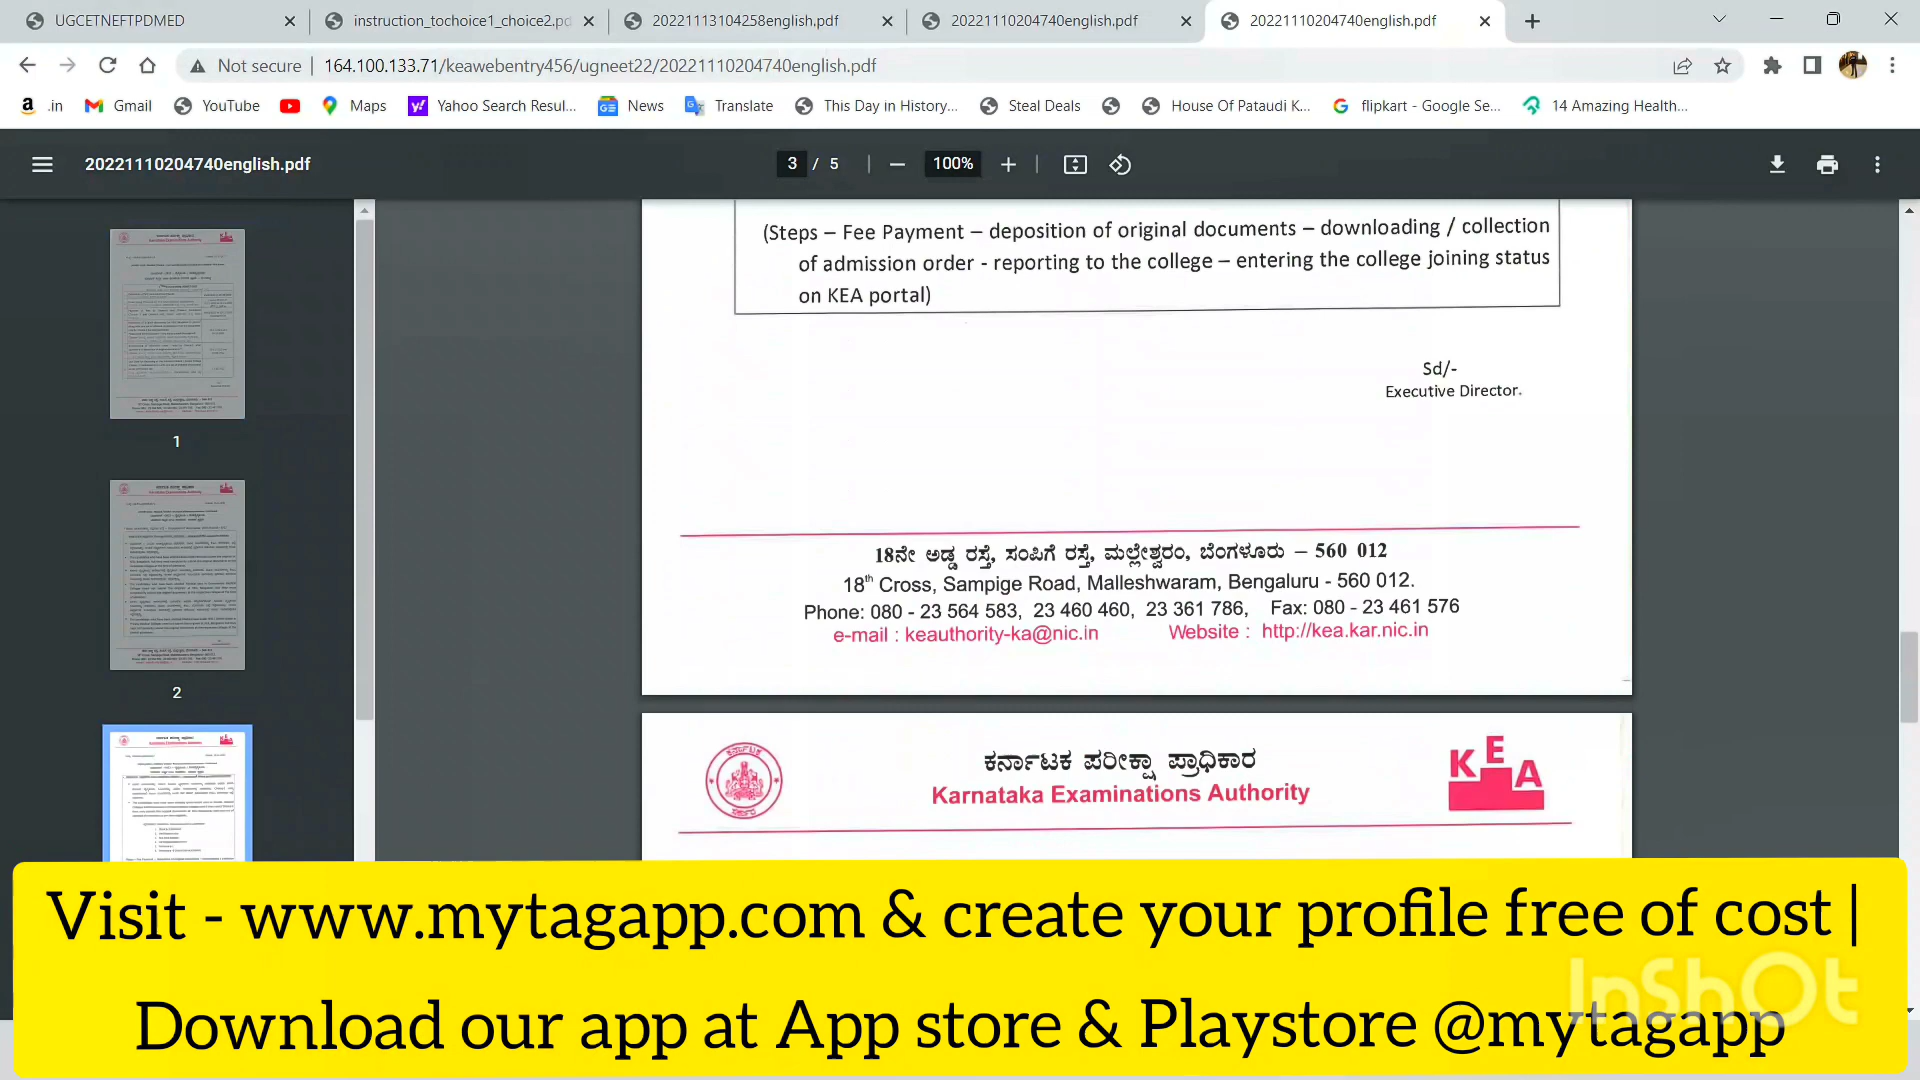 UGCETNEFTPDMED
instruction_tochoice1_choice2.pd
20221113104258english.pdf
20221110204740english.pdf
20221110204740english.pdf
Not secure
164.100.133.71/keawebentry456/ugneet22/20221110204740english.pdf
.in
Gmail
YouTube
Maps
Yahoo Search Resul...
News
Translate
This Day in History...
Steal Deals
House Of Pataudi K...
flipkart - Google Se...
14 Amazing Health...
20221110204740english.pdf
3 / 5
100%
1
2
(Steps – Fee Payment – deposition of original documents – downloading / collection
of admission order - reporting to the college – entering the college joining status
on KEA portal)
Sd/-
Executive Director.
18ನೇ ಅಡ್ಡ ರಸ್ತೆ, ಸಂಪಿಗೆ ರಸ್ತೆ, ಮಲ್ಲೇಶ್ವರಂ, ಬೆಂಗಳೂರು – 560 012
18th Cross, Sampige Road, Malleshwaram, Bengaluru - 560 012.
Phone: 080 - 23 564 583, 23 460 460, 23 361 786, Fax: 080 - 23 461 576
e-mail : keauthority-ka@nic.in Website : http://kea.kar.nic.in
ಕರ್ನಾಟಕ ಪರೀಕ್ಷಾ ಪ್ರಾಧಿಕಾರ
Karnataka Examinations Authority
KEA
Visit - www.mytagapp.com & create your profile free of cost |
Download our app at App store & Playstore @mytagapp
InShOt